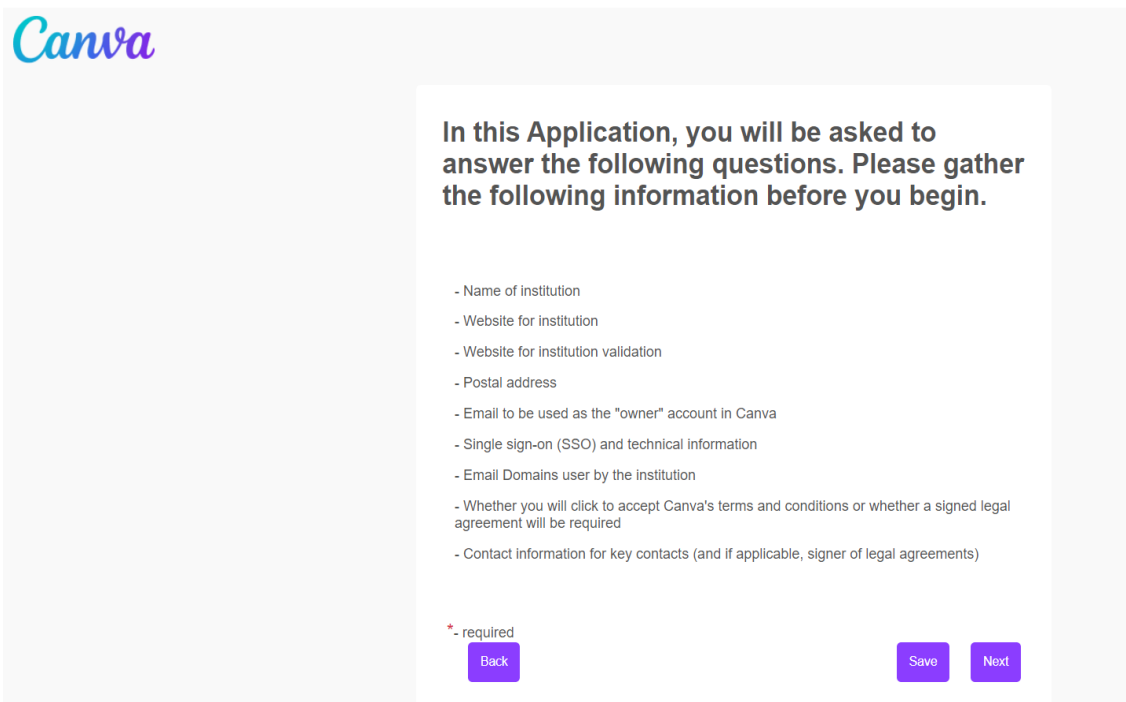 Canva
In this Application, you will be asked to
answer the following questions. Please gather
the following information before you begin.
- Name of institution
- Website for institution
- Website for institution validation
- Postal address
- Email to be used as the "owner" account in Canva
- Single sign-on (SSO) and technical information
- Email Domains user by the institution
- Whether you will click to accept Canva's terms and conditions or whether a signed legal
agreement will be required
- Contact information for key contacts (and if applicable, signer of legal agreements)
*- required
Back
Save
Next